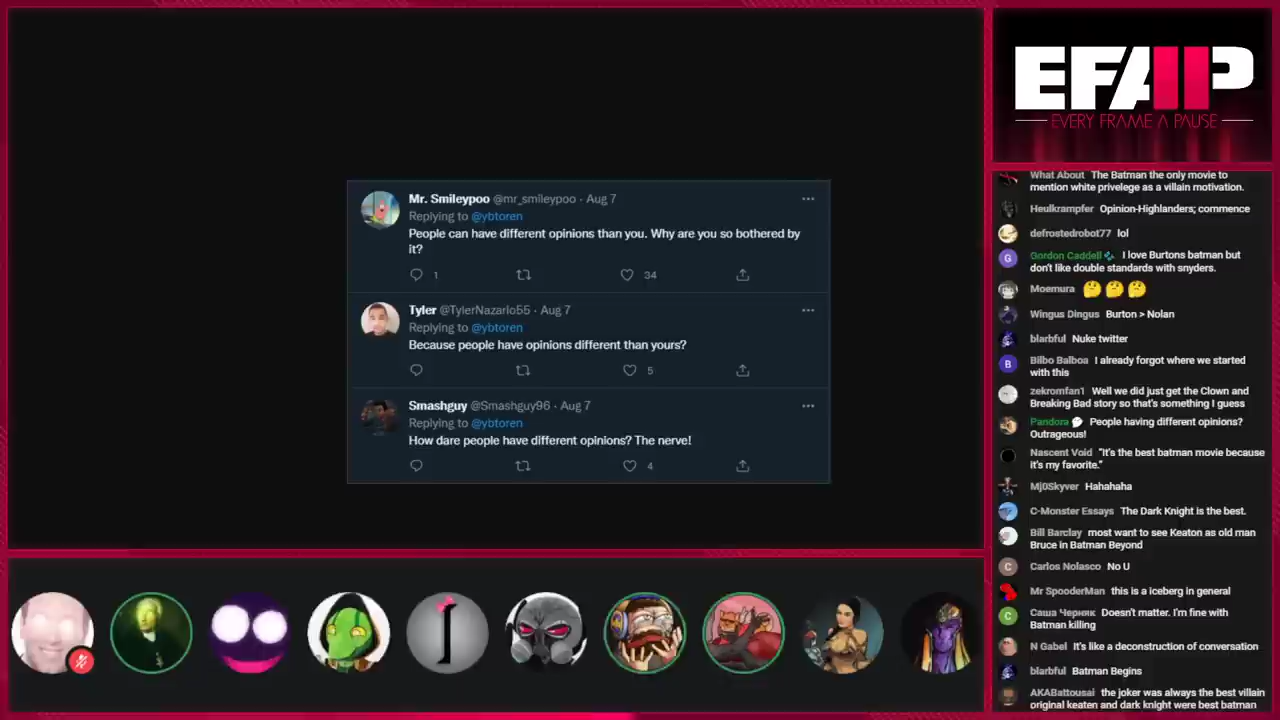 Mr. Smileypoo @mr_smileypoo · Aug 7
Replying to @ybtoren
People can have different opinions than you. Why are you so bothered by
it?
1 34
Tyler @TylerNazarlo55 · Aug 7
Replying to @ybtoren
Because people have opinions different than yours?
5
Smashguy @Smashguy96 · Aug 7
Replying to @ybtoren
How dare people have different opinions? The nerve!
4
EFAP
EVERY FRAME A PAUSE
What About The Batman the only movie to
mention white privelege as a villain motivation.
Heulkrampfer Opinion-Highlanders; commence
defrostedrobot77 lol
G Gordon Caddell I love Burtons batman but
don't like double standards with snyders.
Moemura 🤔 🤔 🤔
Wingus Dingus Burton > Nolan
blarbful Nuke twitter
B Bilbo Balboa I already forgot where we started
with this
zekromfan1 Well we did just get the Clown and
Breaking Bad story so that's something I guess
Pandora People having different opinions?
Outrageous!
Nascent Void "It's the best batman movie because
it's my favorite."
Mj0Skyver Hahahaha
C-Monster Essays The Dark Knight is the best.
Bill Barclay most want to see Keaton as old man
Bruce in Batman Beyond
C Carlos Nolasco No U
Mr SpooderMan this is a iceberg in general
C Саша Черняк Doesn't matter. I'm fine with
Batman killing
N Gabel It's like a deconstruction of conversation
blarbful Batman Begins
AKABattousai the joker was always the best villain
original keaton and dark knight were best batman